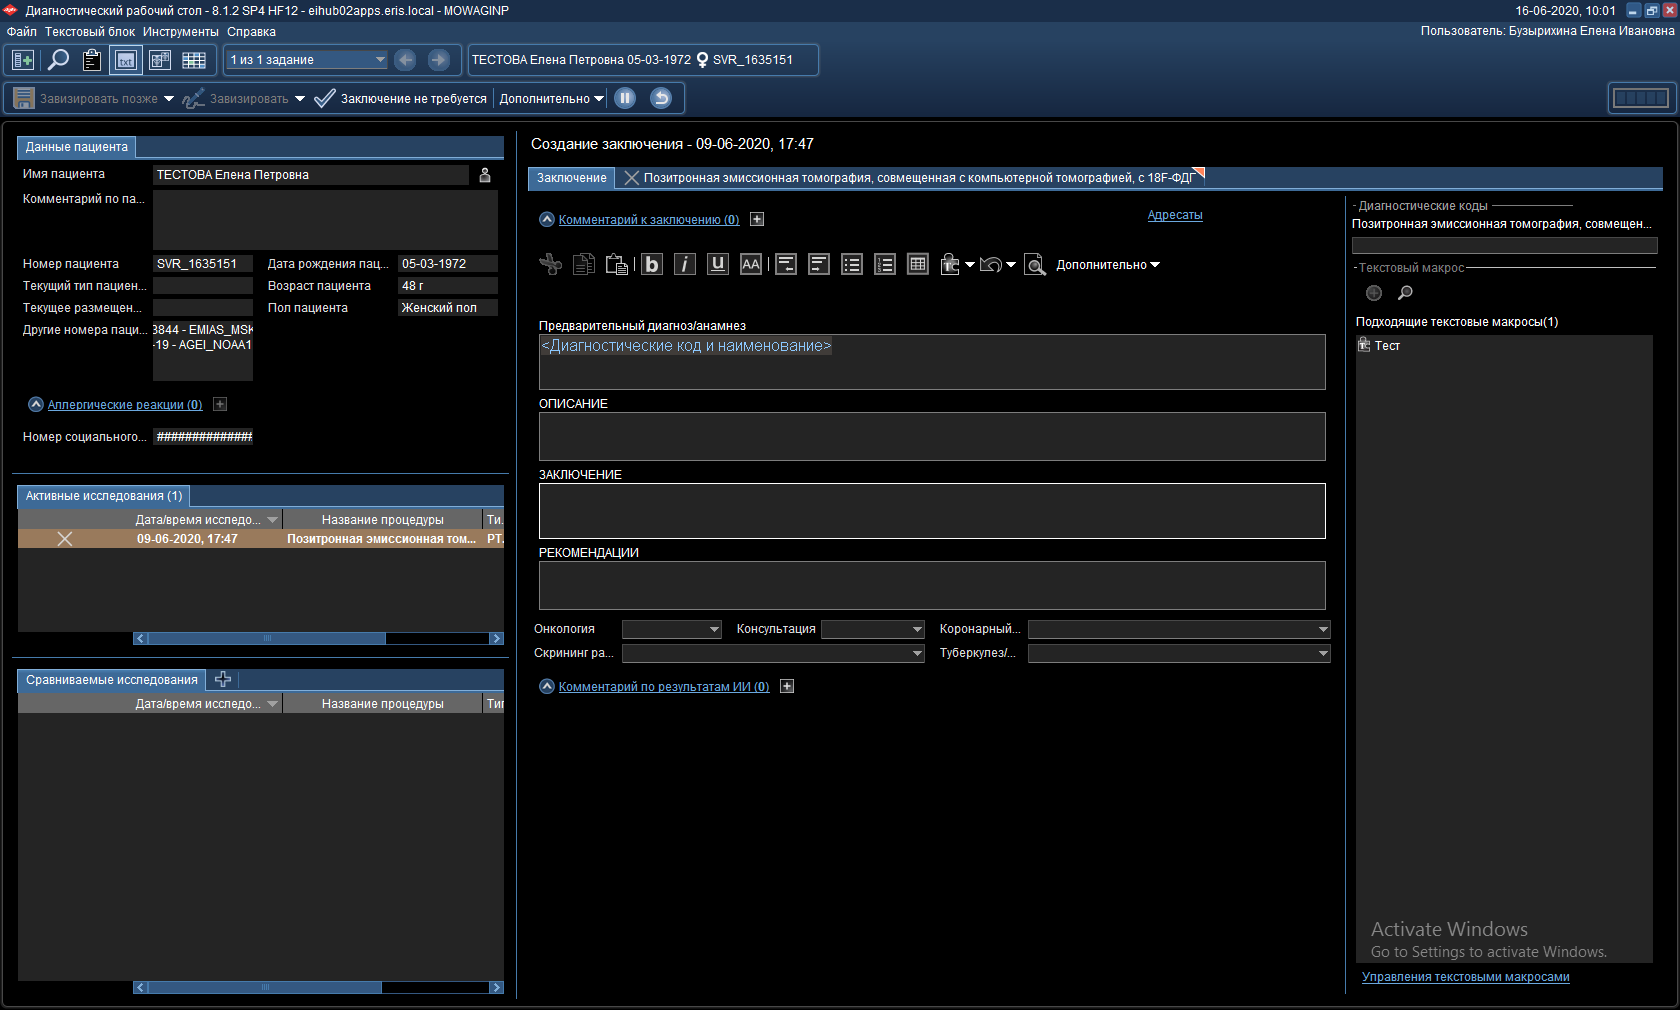 Диагностический рабочий стол - 8.1.2 SP4 HF12 - eihub02apps.eris.local - MOWAGINP
16-06-2020, 10:01
Файл Текстовый блок Инструменты Справка
Пользователь: Бузырихина Елена Ивановна
1 из 1 задание
ТЕСТОВА Елена Петровна 05-03-1972 SVR_1635151
Завизировать позже Завизировать Заключение не требуется Дополнительно
Данные пациента
Имя пациента ТЕСТОВА Елена Петровна
Комментарий по па...
Номер пациента SVR_1635151 Дата рождения пац... 05-03-1972
Текущий тип пациен... Возраст пациента 48 г
Текущее размещен... Пол пациента Женский пол
Другие номера паци... 3844 - EMIAS_MSK
-19 - AGEI_NOAA1
Аллергические реакции (0)
Номер социального... ##############
Активные исследования (1)
Дата/время исследо... Название процедуры Ти...
09-06-2020, 17:47 Позитронная эмиссионная том... PT.
Сравниваемые исследования
Дата/время исследо... Название процедуры Тип
Создание заключения - 09-06-2020, 17:47
Заключение Позитронная эмиссионная томография, совмещенная с компьютерной томографией, с 18F-ФДГ
Комментарий к заключению (0)
Адресаты
b i U AA Дополнительно
Предварительный диагноз/анамнез
<Диагностические код и наименование>
ОПИСАНИЕ
ЗАКЛЮЧЕНИЕ
РЕКОМЕНДАЦИИ
Онкология Консультация Коронарный...
Скрининг ра... Туберкулез/...
Комментарий по результатам ИИ (0)
Диагностические коды
Позитронная эмиссионная томография, совмещен...
Текстовый макрос
Подходящие текстовые макросы(1)
Тест
Activate Windows
Go to Settings to activate Windows.
Управления текстовыми макросами